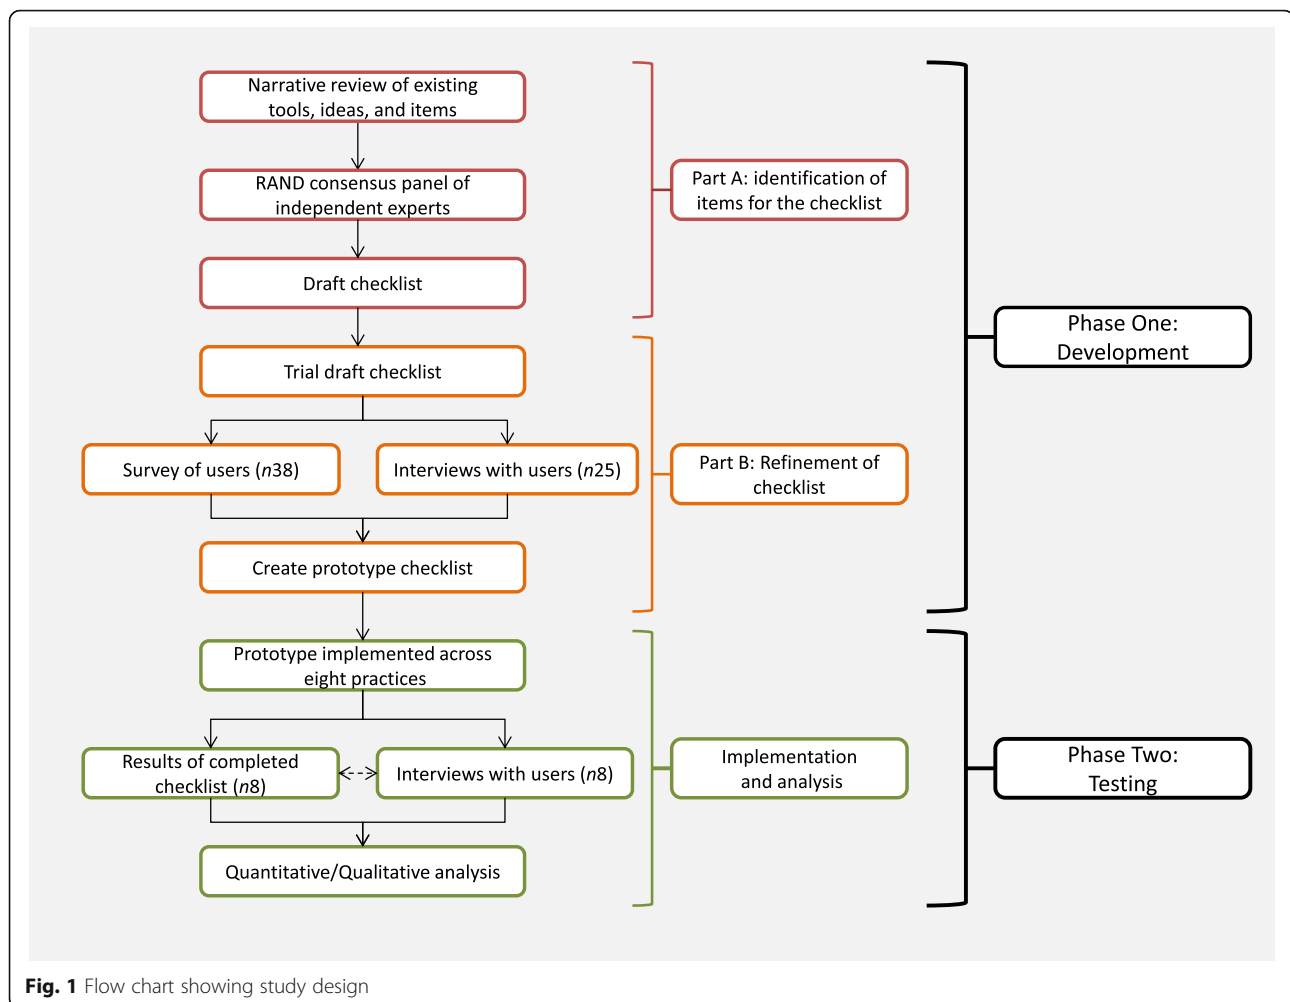 Narrative review of existing
tools, ideas, and items
RAND consensus panel of
independent experts
Part A: identification of
items for the checklist
Draft checklist
Phase One:
Development
Trial draft checklist
Survey of users (n38)
Interviews with users (n25)
Part B: Refinement of
checklist
Create prototype checklist
Prototype implemented across
eight practices
Results of completed
checklist (n8)
Interviews with users (n8)
Implementation
and analysis
Phase Two:
Testing
Quantitative/Qualitative analysis
Fig. 1 Flow chart showing study design